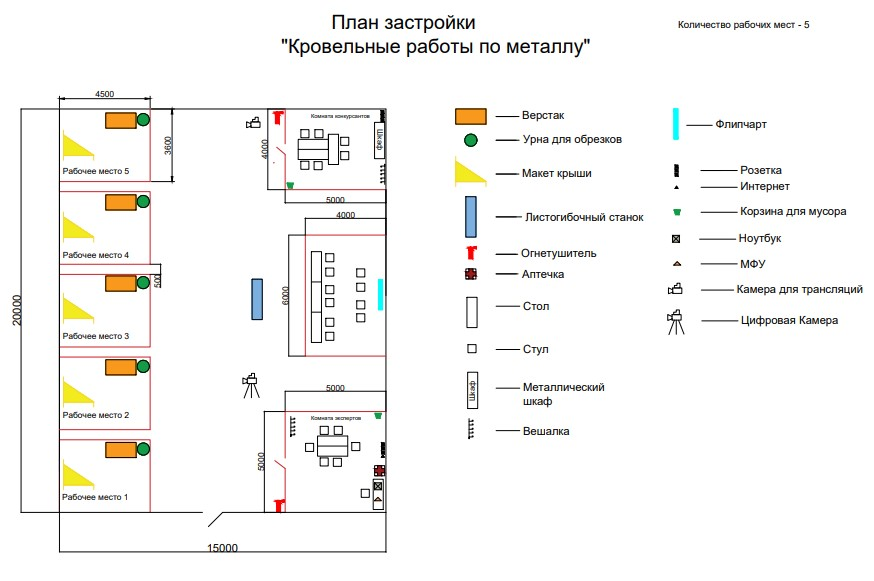 План застройки
"Кровельные работы по металлу"
Количество рабочих мест - 5
4500
3600
Рабочее место 5
Рабочее место 4
500
Рабочее место 3
Рабочее место 2
Рабочее место 1
20000
15000
Комната конкурсантов
Шкаф
4000
5000
4000
6000
5000
Комната экспертов
5000
Верстак
Урна для обрезков
Макет крыши
Листогибочный станок
Огнетушитель
Аптечка
Стол
Стул
Шкаф
Металлический
шкаф
Вешалка
Флипчарт
Розетка
Интернет
Корзина для мусора
Ноутбук
МФУ
Камера для трансляций
Цифровая Камера